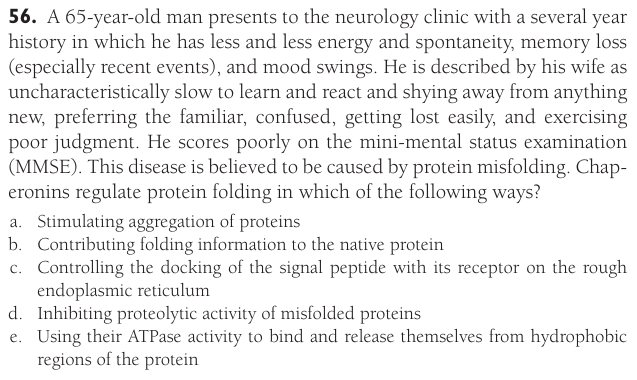 56. A 65-year-old man presents to the neurology clinic with a several year
history in which he has less and less energy and spontaneity, memory loss
(especially recent events), and mood swings. He is described by his wife as
uncharacteristically slow to learn and react and shying away from anything
new, preferring the familiar, confused, getting lost easily, and exercising
poor judgment. He scores poorly on the mini-mental status examination
(MMSE). This disease is believed to be caused by protein misfolding. Chap-
eronins regulate protein folding in which of the following ways?
a. Stimulating aggregation of proteins
b. Contributing folding information to the native protein
c. Controlling the docking of the signal peptide with its receptor on the rough
endoplasmic reticulum
d. Inhibiting proteolytic activity of misfolded proteins
e. Using their ATPase activity to bind and release themselves from hydrophobic
regions of the protein